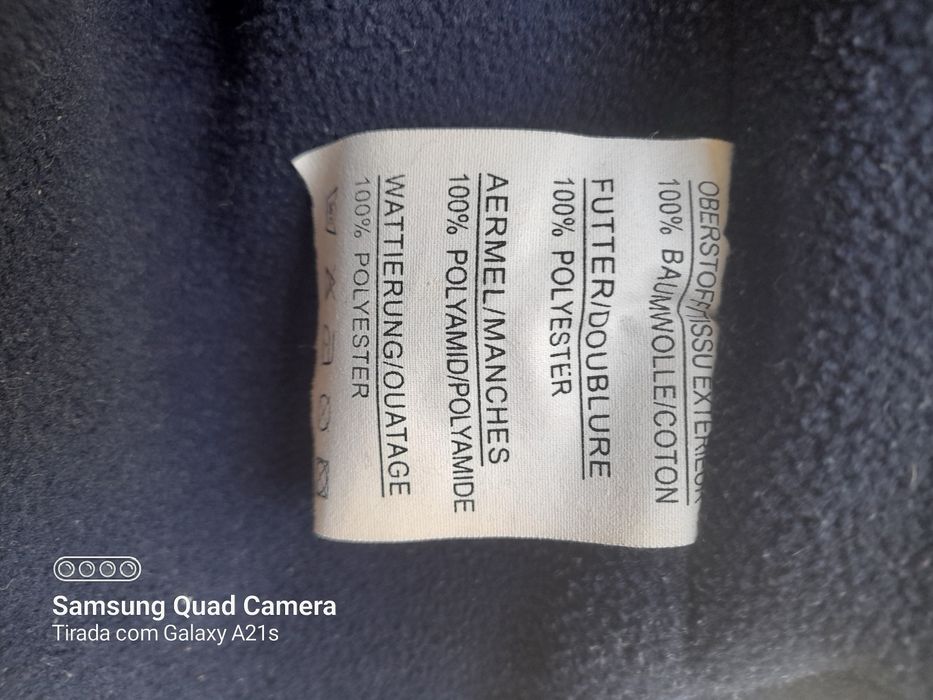 OBERSTOFF/TISSU EXTERIEUR
100% BAUMWOLLE/COTON
FUTTER/DOUBLURE
100% POLYESTER
AERMEL/MANCHES
100% POLYAMID/POLYAMIDE
WATTIERUNG/OUATAGE
100% POLYESTER
Samsung Quad Camera
Tirada com Galaxy A21s